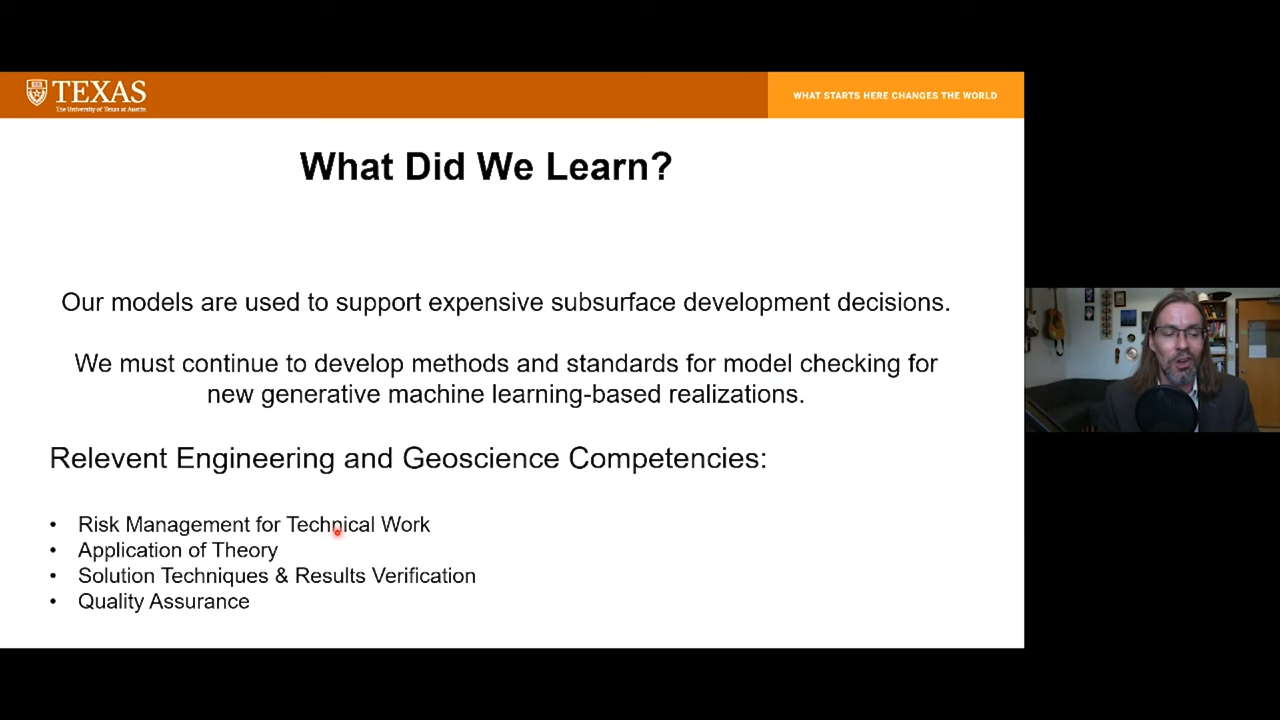 TEXAS
The University of Texas at Austin
WHAT STARTS HERE CHANGES THE WORLD
What Did We Learn?
Our models are used to support expensive subsurface development decisions.
We must continue to develop methods and standards for model checking for
new generative machine learning-based realizations.
Relevent Engineering and Geoscience Competencies:
• Risk Management for Technical Work
• Application of Theory
• Solution Techniques & Results Verification
• Quality Assurance